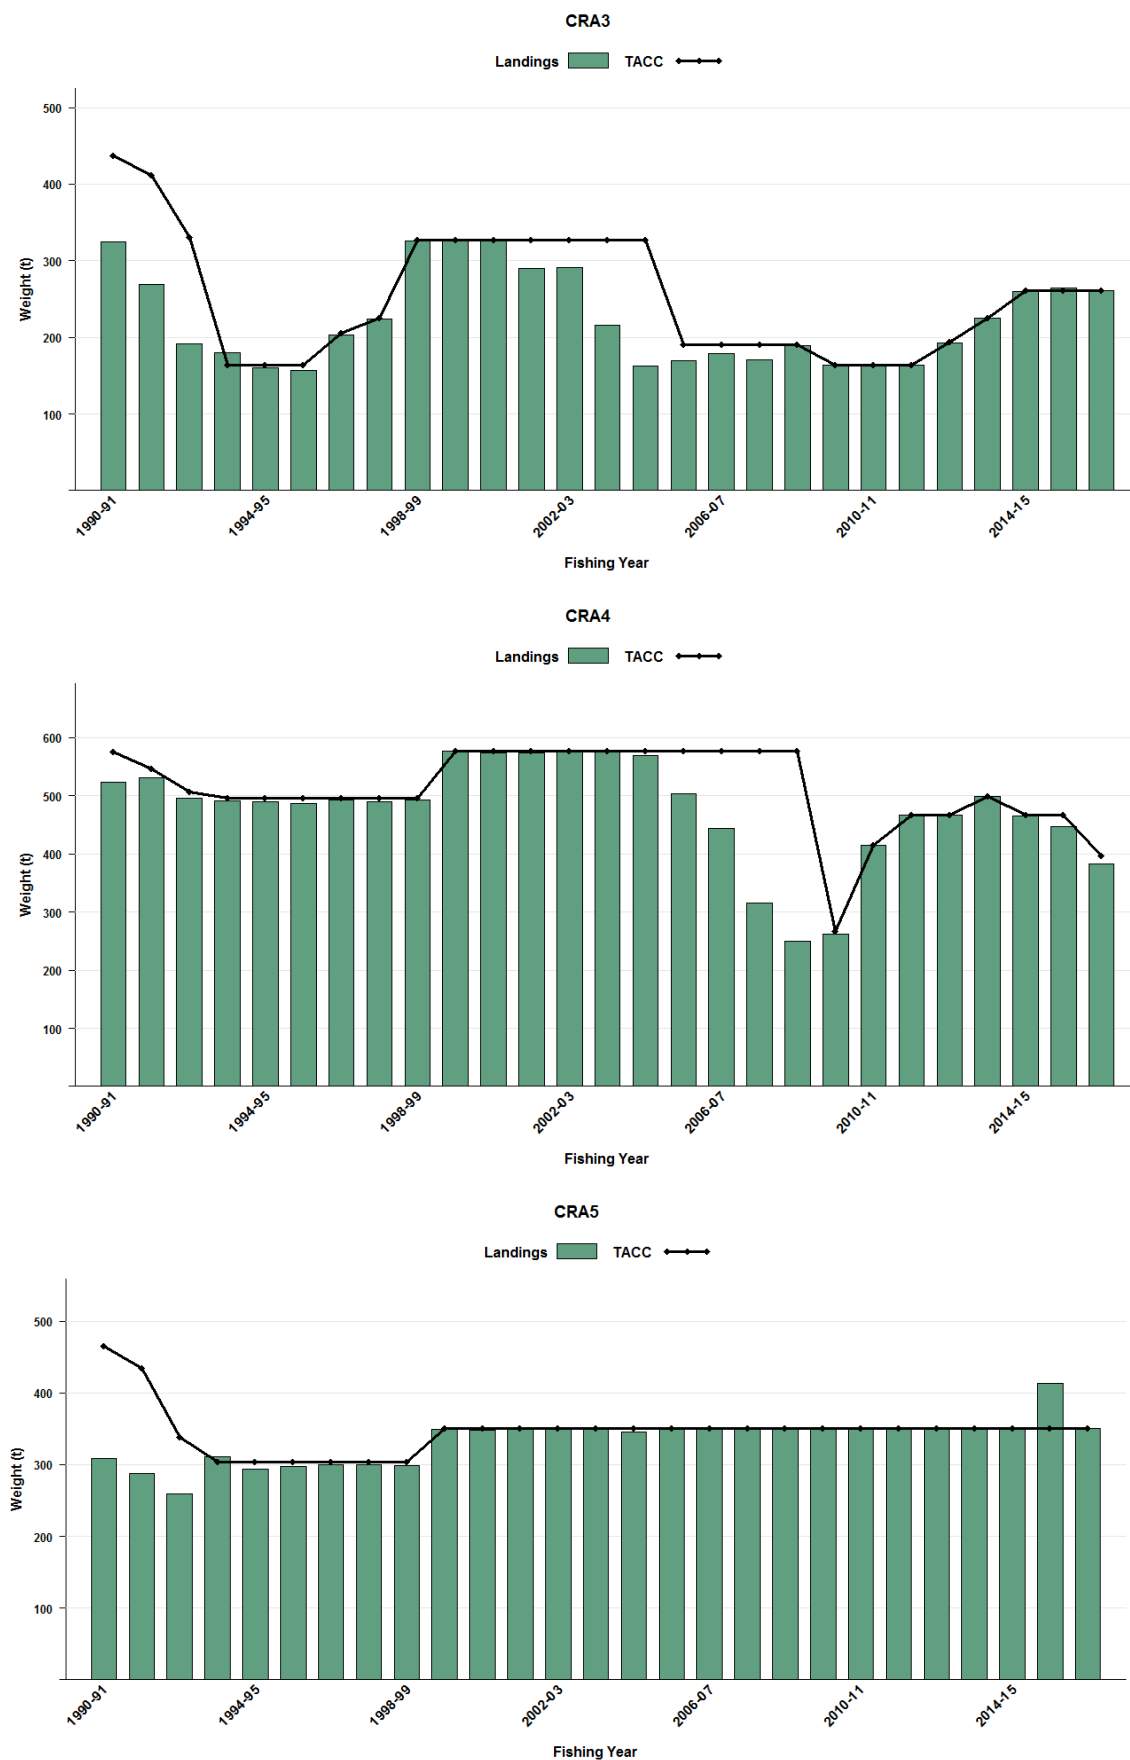 CRA3
Landings TACC
500
400
300
200
100
Weight (t)
1990-91 1994-95 1998-99 2002-03 2006-07 2010-11 2014-15
Fishing Year
CRA4
Landings TACC
600
500
400
300
200
100
Weight (t)
1990-91 1994-95 1998-99 2002-03 2006-07 2010-11 2014-15
Fishing Year
CRA5
Landings TACC
500
400
300
200
100
Weight (t)
1990-91 1994-95 1998-99 2002-03 2006-07 2010-11 2014-15
Fishing Year